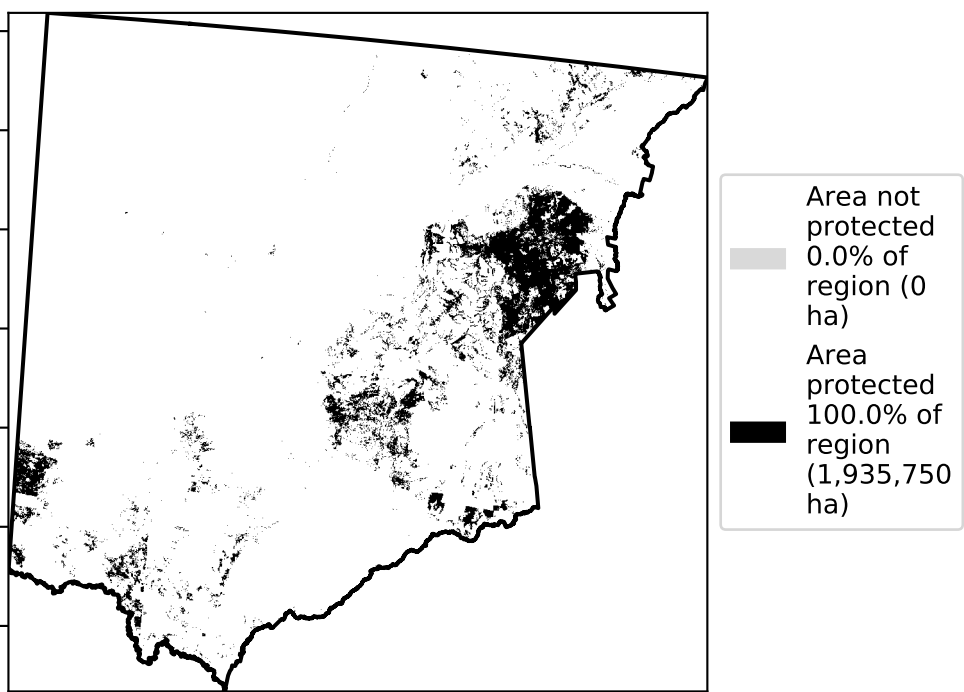 Area not
protected
0.0% of
region (0
ha)
Area
protected
100.0% of
region
(1,935,750
ha)